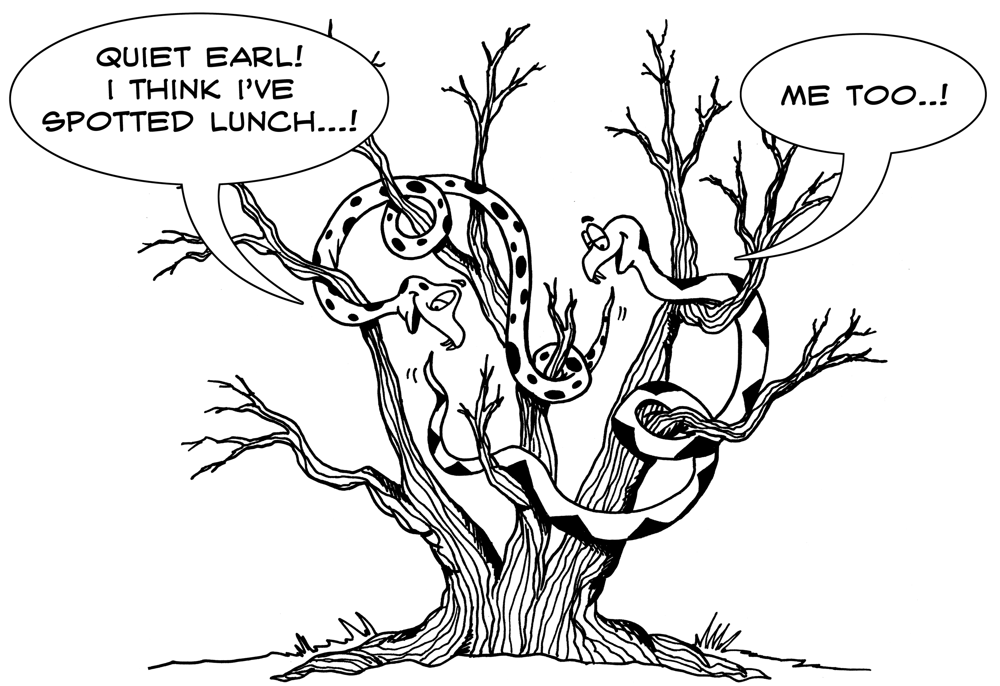 QUIET EARL!
I THINK I'VE
SPOTTED LUNCH...!
ME TOO...!